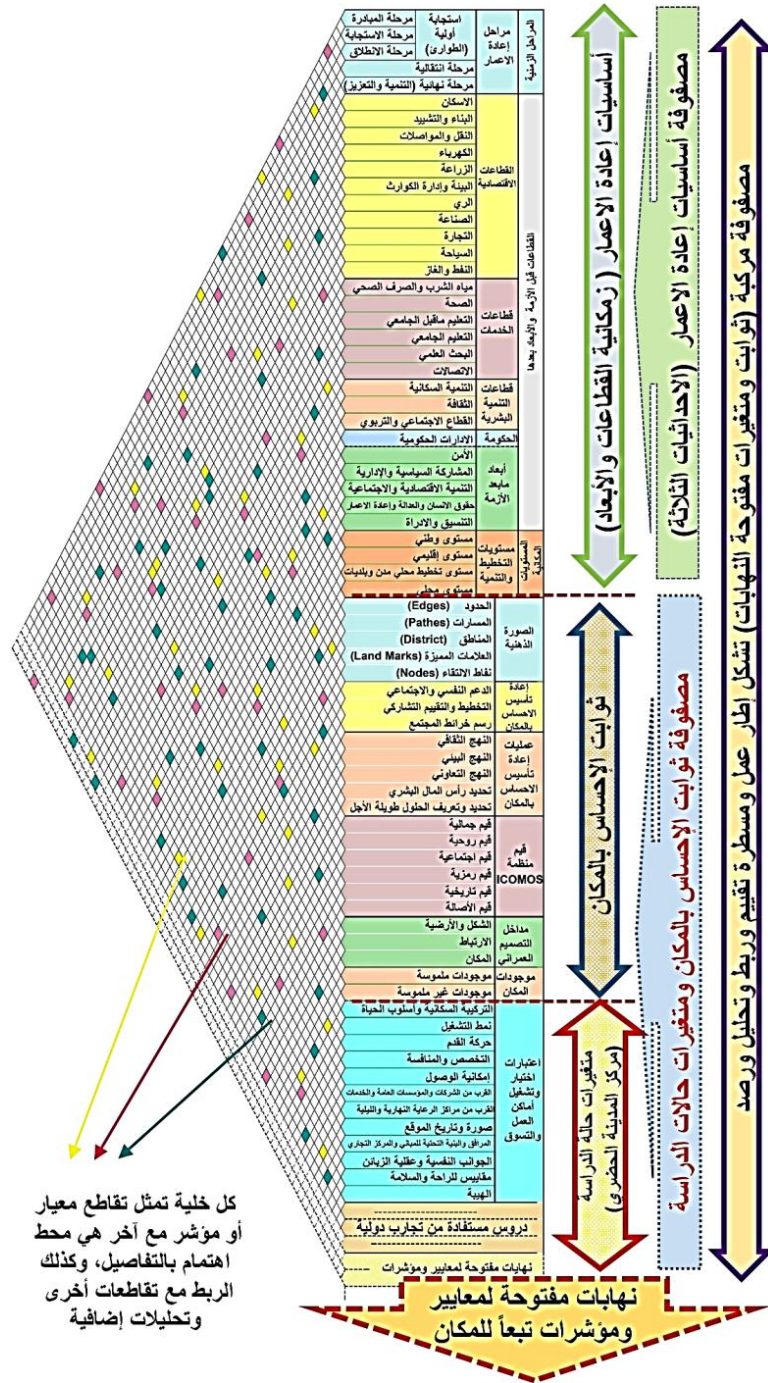 مصفوفة مركبة (ثوابت ومتغيرات مفتوحة النهايات) تشكل إطار عمل ومسطرة تقييم وربط وتحليل ورصد
مصفوفة أساسيات إعادة الاعمار (الاحداثيات الثلاثة)
أساسيات إعادة الاعمار (زمكانية القطاعات والأبعاد)
المراحل الزمنية
مراحل إعادة الاعمار
استجابة أولية (الطوارئ)
مرحلة المبادرة
مرحلة الاستجابة
مرحلة الانطلاق
مرحلة انتقالية
مرحلة نهائية (التنمية والتعزيز)
القطاعات قبل الأزمة والأبعاد بعدها
القطاعات الاقتصادية
الاسكان
البناء والتشييد
النقل والمواصلات
الكهرباء
الزراعة
البيئة وإدارة الكوارث
الري
الصناعة
التجارة
السياحة
النفط والغاز
قطاعات الخدمات
مياه الشرب والصرف الصحي
الصحة
التعليم ماقبل الجامعي
التعليم الجامعي
البحث العلمي
الاتصالات
قطاعات التنمية البشرية
التنمية السكانية
الثقافة
القطاع الاجتماعي والتربوي
الحكومة
الادارات الحكومية
أبعاد مابعد الأزمة
الأمن
المشاركة السياسية والإدارية
التنمية الاقتصادية والاجتماعية
حقوق الانسان والعدالة وإعادة الاعمار
التنسيق والادراة
المستويات المكانية
مستويات التخطيط والتنمية
مستوى وطني
مستوى إقليمي
مستوى تخطيط محلي مدن وبلديات
مستوى محلي
مصفوفة ثوابت الإحساس بالمكان ومتغيرات حالات الدراسة
ثوابت الإحساس بالمكان
الصورة الذهنية
الحدود (Edges)
المسارات (Pathes)
المناطق (District)
العلامات المميزة (Land Marks)
نقاط الالتقاء (Nodes)
إعادة تأسيس الاحساس بالمكان
الدعم النفسي والاجتماعي
التخطيط والتقييم التشاركي
رسم خرائط المجتمع
عمليات إعادة تأسيس الاحساس بالمكان
النهج الثقافي
النهج البيئي
النهج التعاوني
تحديد رأس المال البشري
تحديد وتعريف الحلول طويلة الأجل
قيم منظمة ICOMOS
قيم جمالية
قيم روحية
قيم اجتماعية
قيم رمزية
قيم تاريخية
قيم الأصالة
مداخل التصميم العمراني
الشكل والأرضية
الارتباط
المكان
موجودات المكان
موجودات ملموسة
موجودات غير ملموسة
متغيرات حالة الدراسة (مركز المدينة الحضري)
اعتبارات اختيار وتشغيل أماكن العمل والتسوق
التركيبة السكانية وأسلوب الحياة
نمط التشغيل
حركة القدم
التخصص والمنافسة
إمكانية الوصول
القرب من الشركات والمؤسسات العامة والخدمات
القرب من مراكز الرعاية النهارية والليلية
صورة وتاريخ الموقع
المرافق والبنية التحتية للمباني والمركز التجاري
الجوانب النفسية وعقلية الزبائن
مقاييس للراحة والسلامة
الهيبة
دروس مستفادة من تجارب دولية
نهايات مفتوحة لمعايير ومؤشرات
نهايات مفتوحة لمعايير
ومؤشرات تبعاً للمكان
كل خلية تمثل تقاطع معيار
أو مؤشر مع آخر هي محط
اهتمام بالتفاصيل، وكذلك
الربط مع تقاطعات أخرى
وتحليلات إضافية